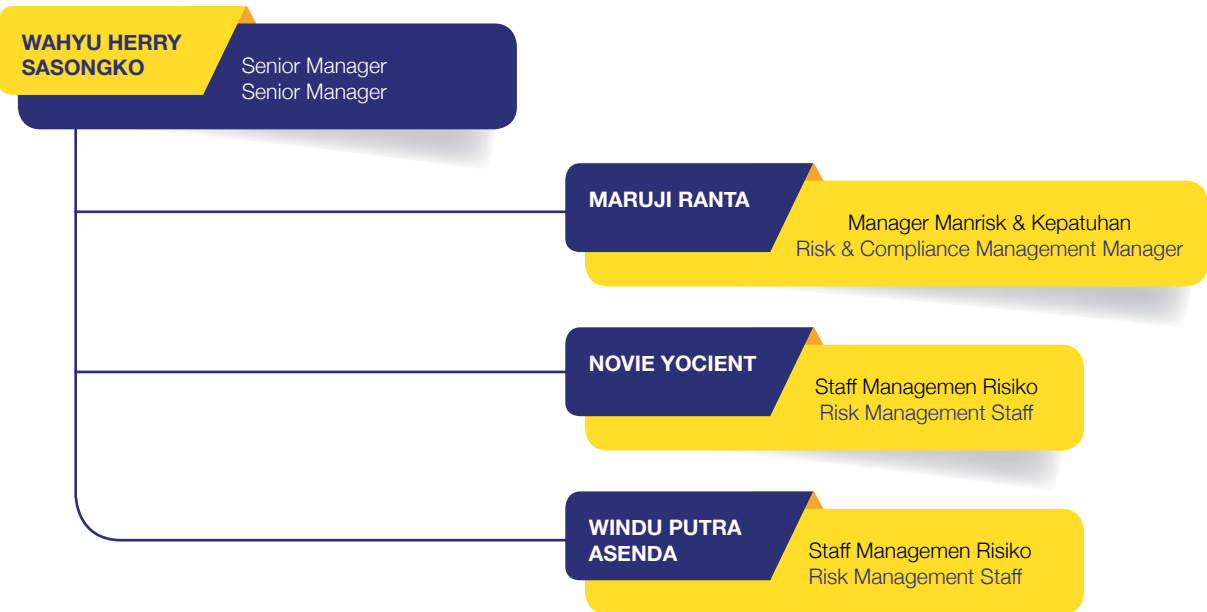 WAHYU HERRY
SASONGKO
Senior Manager
Senior Manager
MARUJI RANTA
Manager Manrisk & Kepatuhan
Risk & Compliance Management Manager
NOVIE YOCIENT
Staff Managemen Risiko
Risk Management Staff
WINDU PUTRA
ASENDA
Staff Managemen Risiko
Risk Management Staff